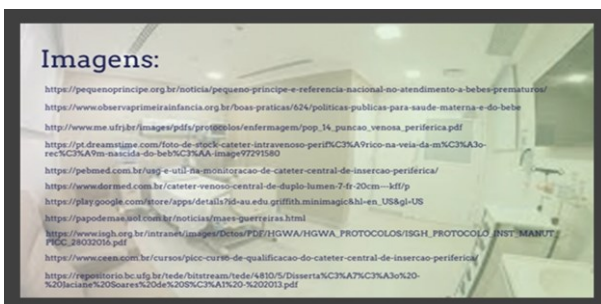 Imagens:
https://pequenoprincipe.org.br/noticia/pequeno-principe-e-referencia-nacional-no-atendimento-a-bebes-prematuros/
https://www.observaprimeirainfancia.org.br/boas-praticas/624/politicas-publicas-para-saude-materna-e-do-bebe
http://www.me.ufrj.br/images/pdfs/protocolos/enfermagem/pop_14_puncao_venosa_periferica.pdf
https://pt.dreamstime.com/foto-de-stock-cateter-intravenoso-perif%C3%A9rico-na-veia-da-m%C3%A3o-
rec%C3%A9m-nascida-do-beb%C3%AA-image97291580
https://pebmed.com.br/usg-e-util-na-monitoracao-de-cateter-central-de-insercao-periferica/
https://www.dormed.com.br/cateter-venoso-central-de-duplo-lumen-7-fr-20cm---kff/p
https://play.google.com/store/apps/details?id=au.edu.griffith.minimagic&hl=en_US&gl=US
https://papodemae.uol.com.br/noticias/maes-guerreiras.html
https://www.isgh.org.br/intranet/images/Dctos/PDF/HGWA/HGWA_PROTOCOLOS/ISGH_PROTOCOLO_INST_MANUT_
PICC_28032016.pdf
https://www.ceen.com.br/cursos/picc-curso-de-qualificacao-do-cateter-central-de-insercao-periferica/
https://repositorio.bc.ufg.br/tede/bitstream/tede/4810/5/Disserta%C3%A7%C3%A3o%20-
%20Iaciane%20Soares%20de%20S%C3%A1%20-%202013.pdf